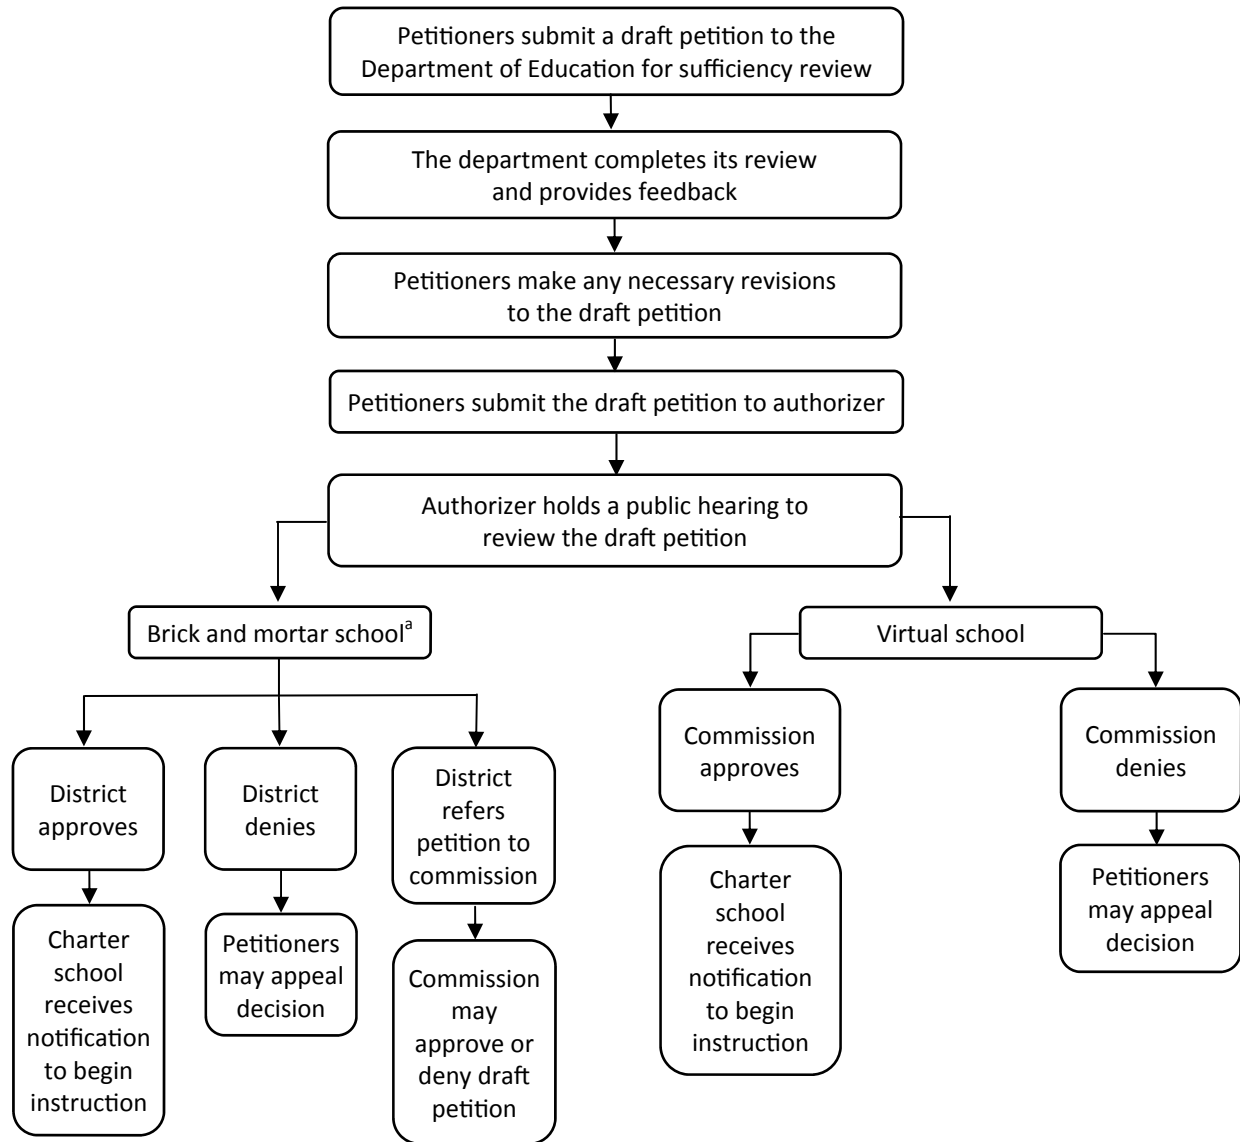 Petitioners submit a draft petition to the
Department of Education for sufficiency review
The department completes its review
and provides feedback
Petitioners make any necessary revisions
to the draft petition
Petitioners submit the draft petition to authorizer
Authorizer holds a public hearing to
review the draft petition
Brick and mortar schoolᵃ
Virtual school
District
approves
District
denies
District
refers
petition to
commission
Commission
approves
Commission
denies
Charter
school
receives
notification
to begin
instruction
Petitioners
may appeal
decision
Commission
may
approve or
deny draft
petition
Charter
school
receives
notification
to begin
instruction
Petitioners
may appeal
decision